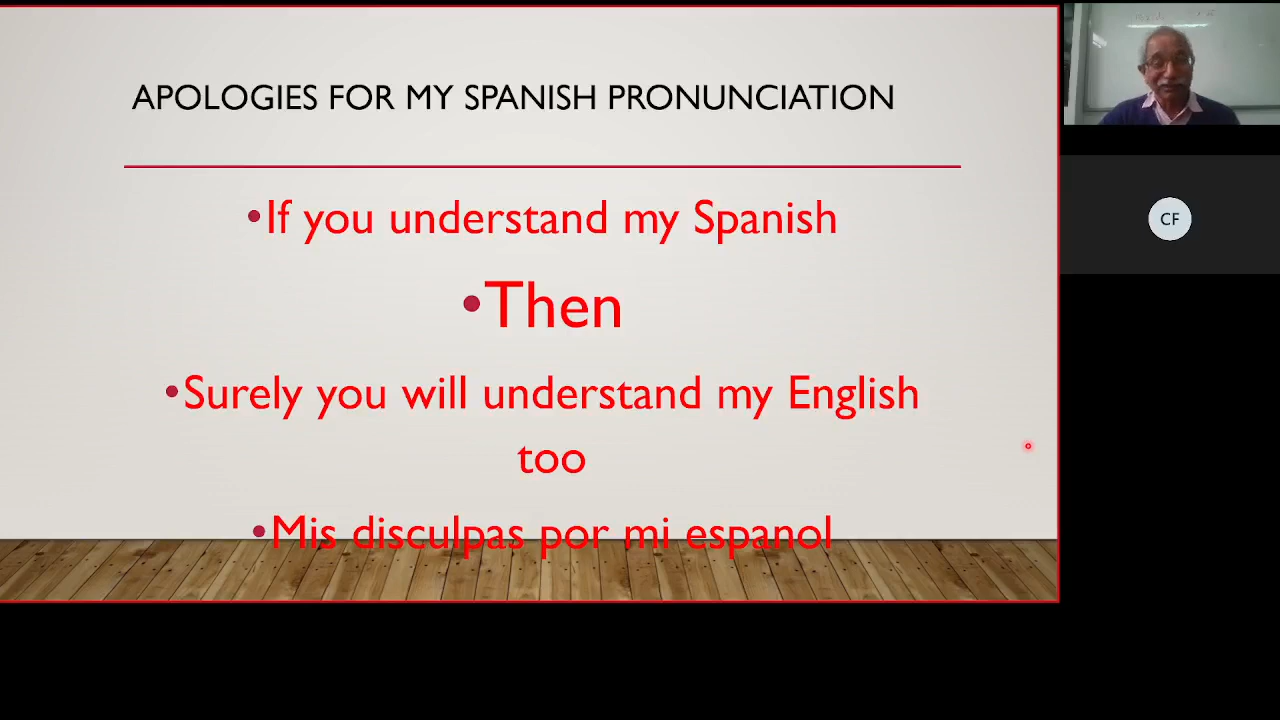 APOLOGIES FOR MY SPANISH PRONUNCIATION
•If you understand my Spanish
•Then
•Surely you will understand my English
too
•Mis disculpas por mi espanol
CF